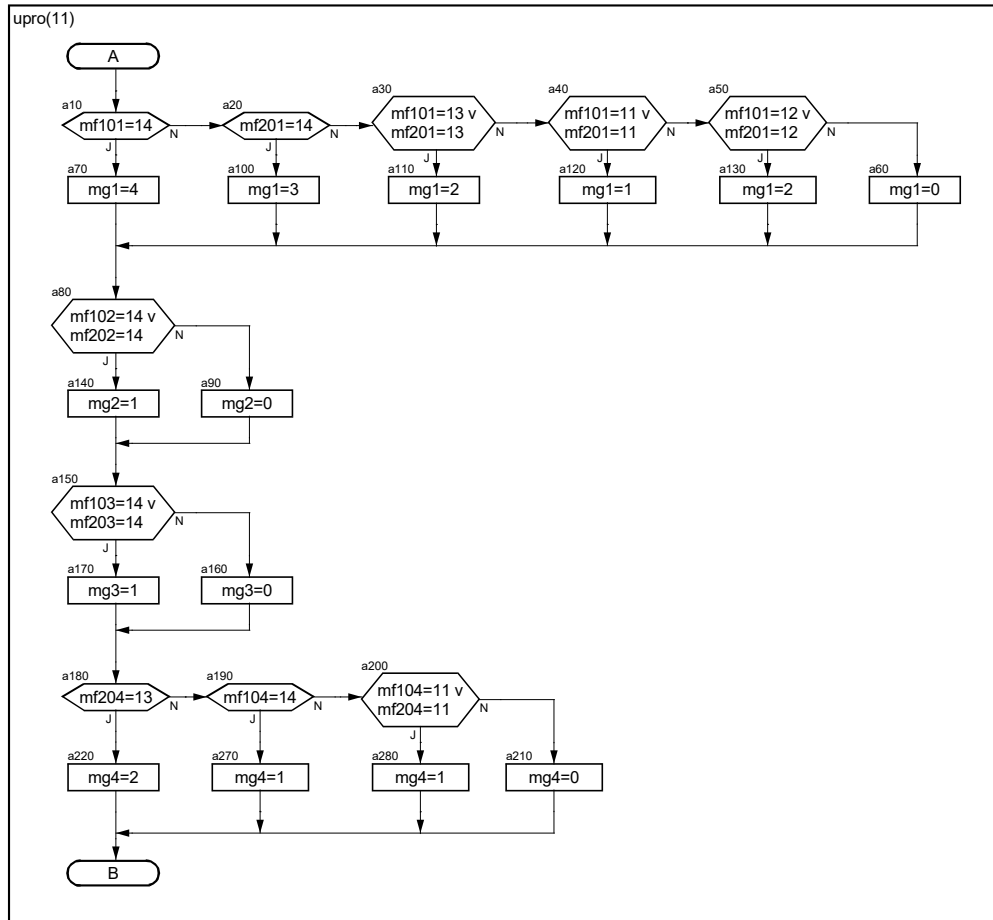 upro(11)
A
a10
mf101=14
N
J
a20
mf201=14
N
J
a30
mf101=13 v
mf201=13
N
J
a40
mf101=11 v
mf201=11
N
J
a50
mf101=12 v
mf201=12
N
J
a70
mg1=4
a100
mg1=3
a110
mg1=2
a120
mg1=1
a130
mg1=2
a60
mg1=0
a80
mf102=14 v
mf202=14
N
J
a140
mg2=1
a90
mg2=0
a150
mf103=14 v
mf203=14
N
J
a170
mg3=1
a160
mg3=0
a180
mf204=13
N
J
a190
mf104=14
N
J
a200
mf104=11 v
mf204=11
N
J
a220
mg4=2
a270
mg4=1
a280
mg4=1
a210
mg4=0
B